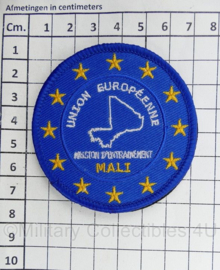 Afmetingen in centimeters
Cm. 1 2 3 4 5 6 7 8 9
1
2
3
4
5
6
7
8
9
10
UNION EUROPÉENNE
MISSION D'ENTRAINEMENT
MALI
© Military Collectibles 4U